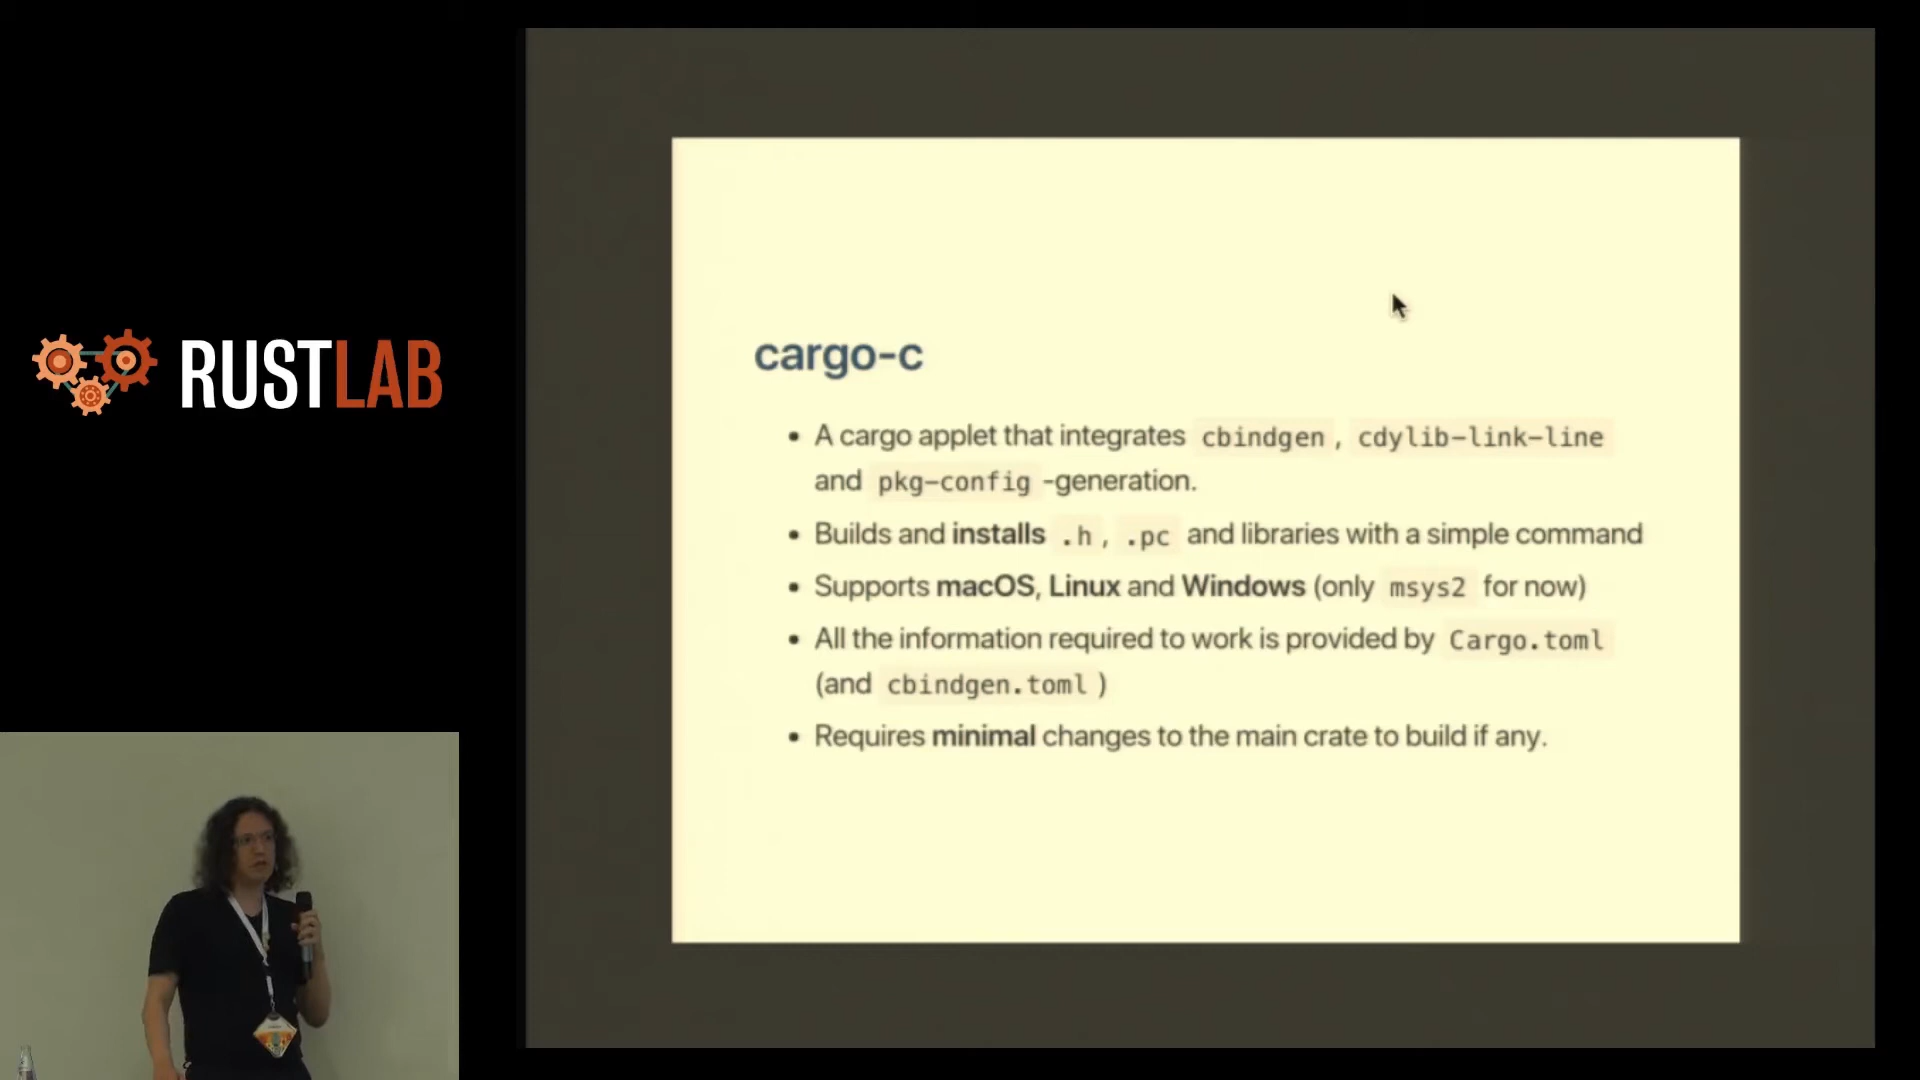 RUSTLAB
cargo-c
• A cargo applet that integrates cbindgen, cdylib-link-line
and pkg-config -generation.
• Builds and installs .h, .pc and libraries with a simple command
• Supports macOS, Linux and Windows (only msys2 for now)
• All the information required to work is provided by Cargo.toml
(and cbindgen.toml )
• Requires minimal changes to the main crate to build if any.